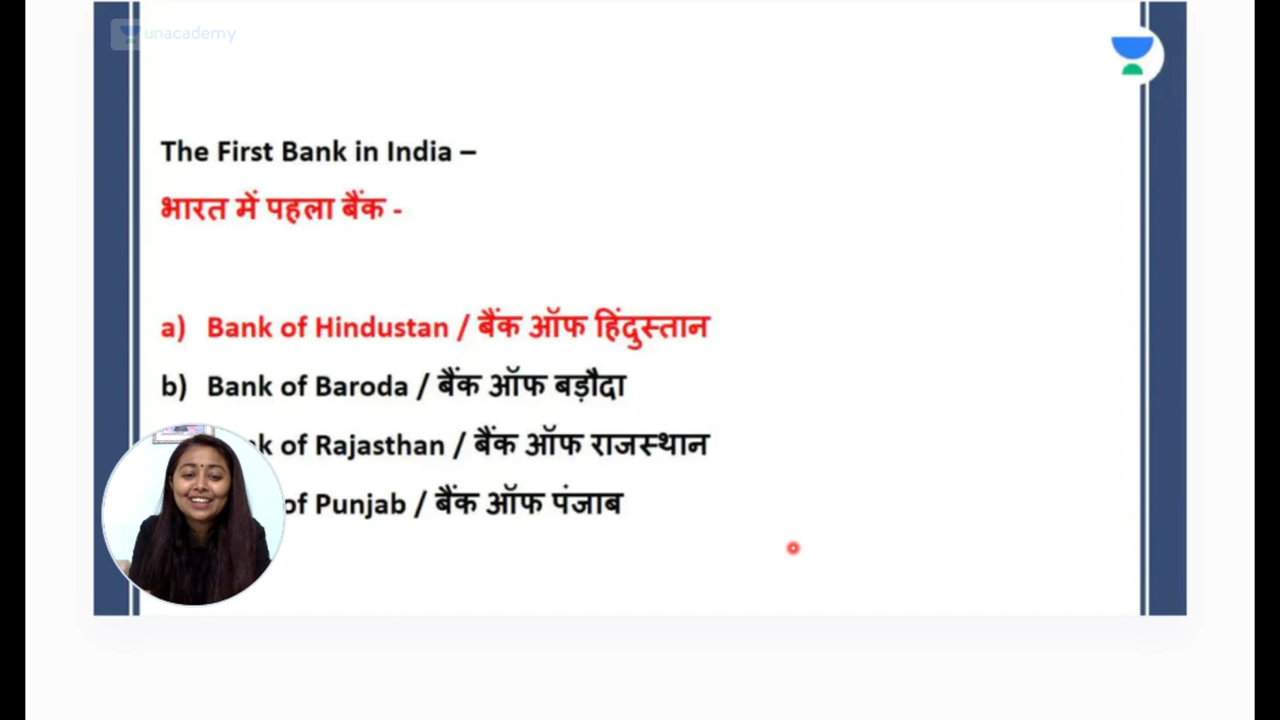 unacademy
The First Bank in India –
भारत में पहला बैंक -
a) Bank of Hindustan / बैंक ऑफ हिंदुस्तान
b) Bank of Baroda / बैंक ऑफ बड़ौदा
of Rajasthan / बैंक ऑफ राजस्थान
of Punjab / बैंक ऑफ पंजाब